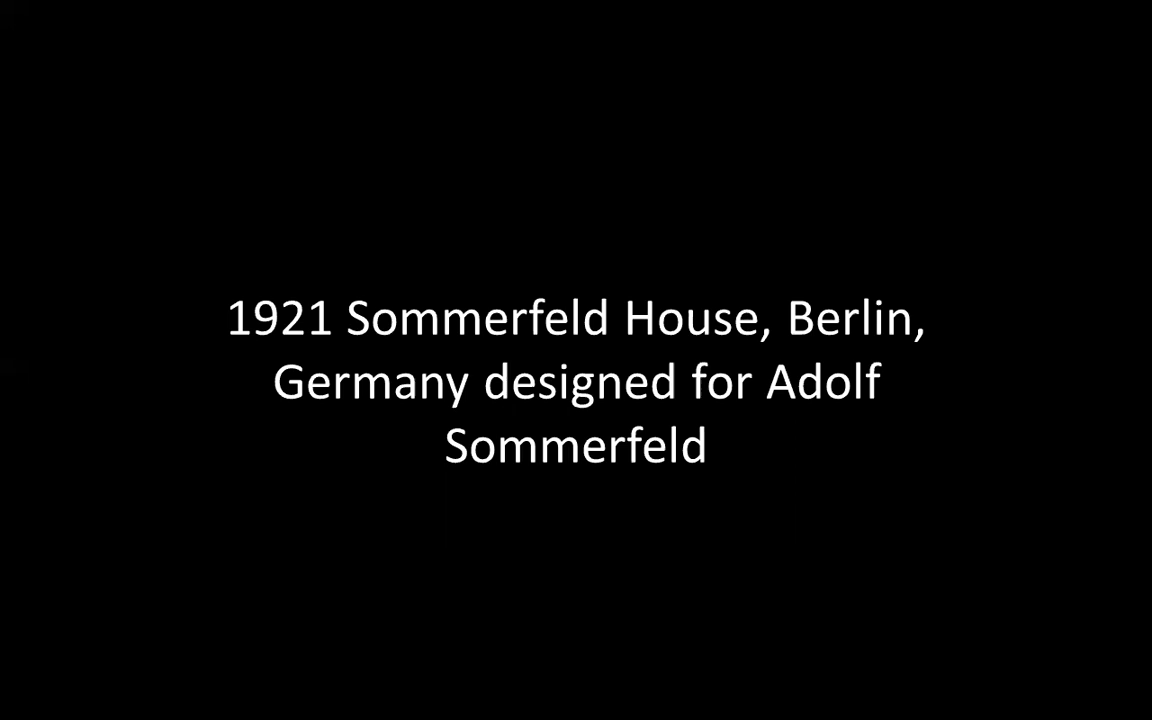 1921 Sommerfeld House, Berlin,
Germany designed for Adolf
Sommerfeld